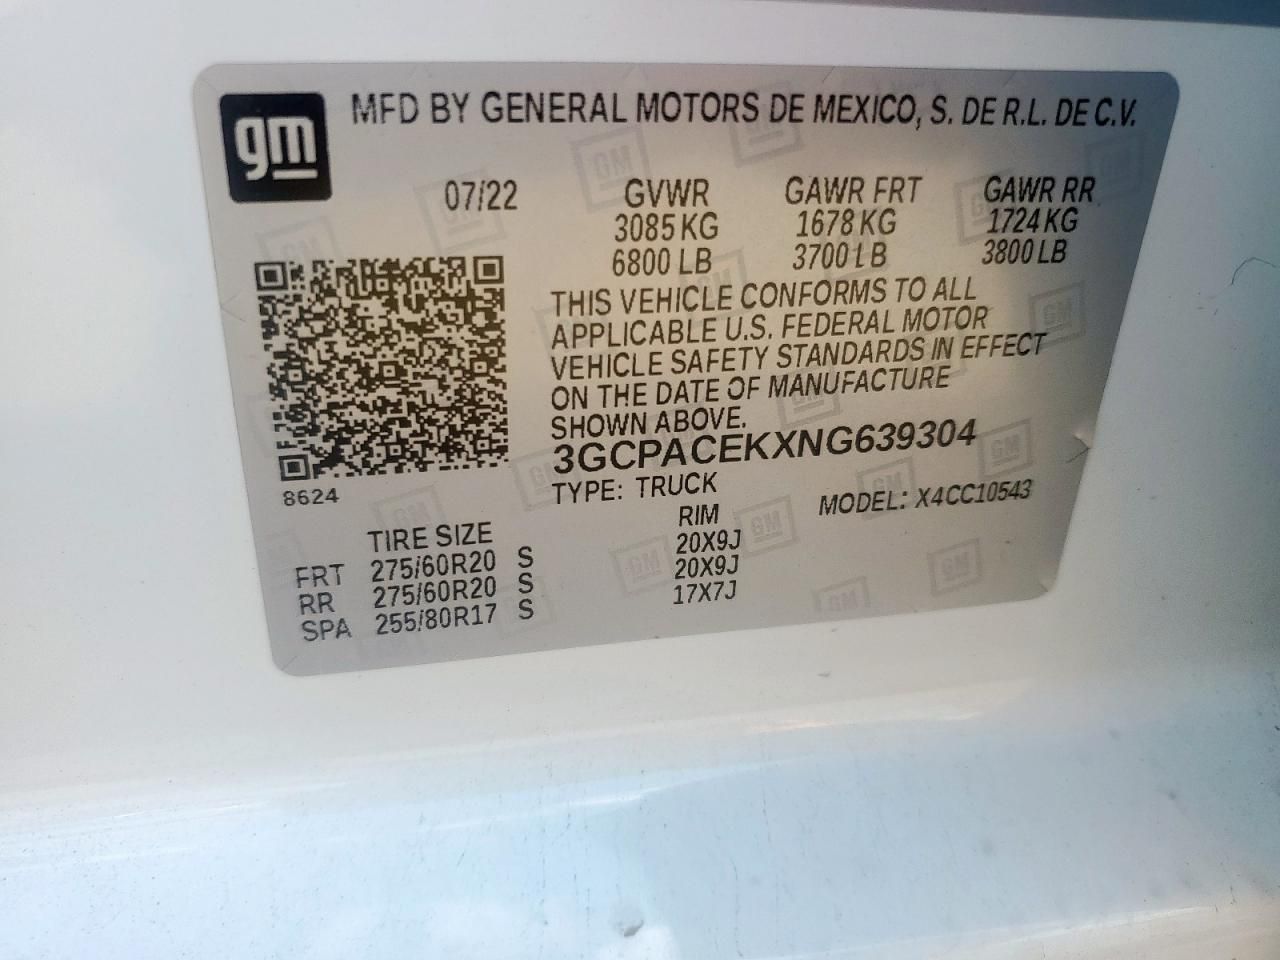 gm
MFD BY GENERAL MOTORS DE MEXICO, S. DE R.L. DE C.V.
07/22 GVWR GAWR FRT GAWR RR
3085 KG 1678 KG 1724 KG
6800 LB 3700 LB 3800 LB
THIS VEHICLE CONFORMS TO ALL
APPLICABLE U.S. FEDERAL MOTOR
VEHICLE SAFETY STANDARDS IN EFFECT
ON THE DATE OF MANUFACTURE
SHOWN ABOVE.
3GCPACEKXNG639304
8624
TYPE: TRUCK MODEL: X4CC10543
TIRE SIZE RIM
FRT 275/60R20 S 20X9J
RR 275/60R20 S 20X9J
SPA 255/80R17 S 17X7J